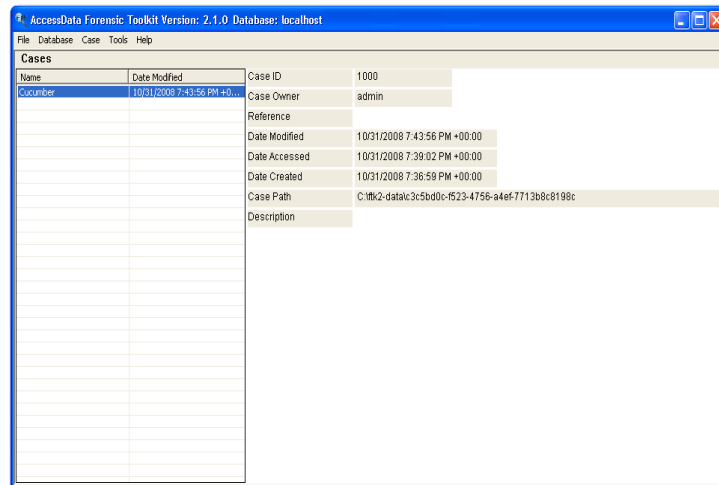 AccessData Forensic Toolkit Version: 2.1.0 Database: localhost
File Database Case Tools Help
Cases
Name Date Modified
Cucumber 10/31/2008 7:43:56 PM +0...
Case ID 1000
Case Owner admin
Reference
Date Modified 10/31/2008 7:43:56 PM +00:00
Date Accessed 10/31/2008 7:39:02 PM +00:00
Date Created 10/31/2008 7:36:59 PM +00:00
Case Path C:\ftk2-data\c3c5bd0c-f523-4756-a4ef-7713b8c8198c
Description